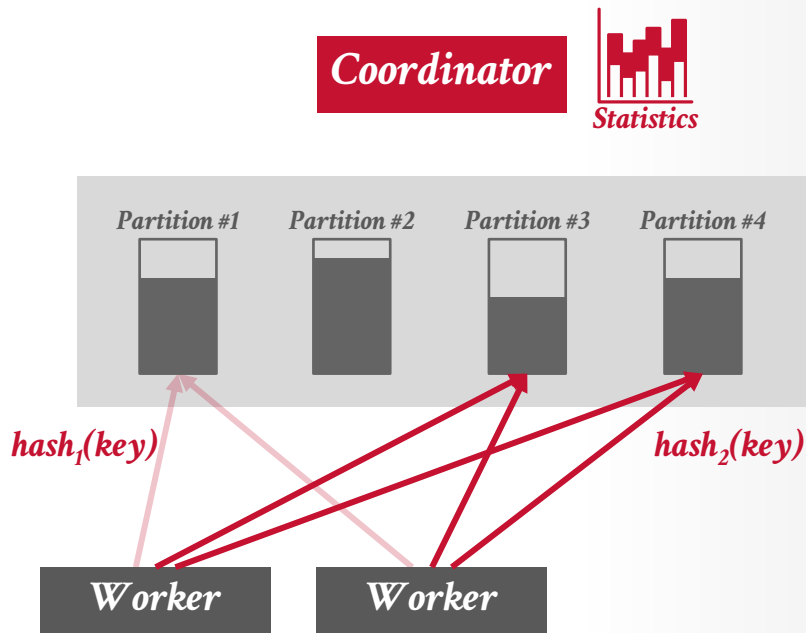 Coordinator
Statistics
Partition #1
Partition #2
Partition #3
Partition #4
hash₁(key)
hash₂(key)
Worker
Worker